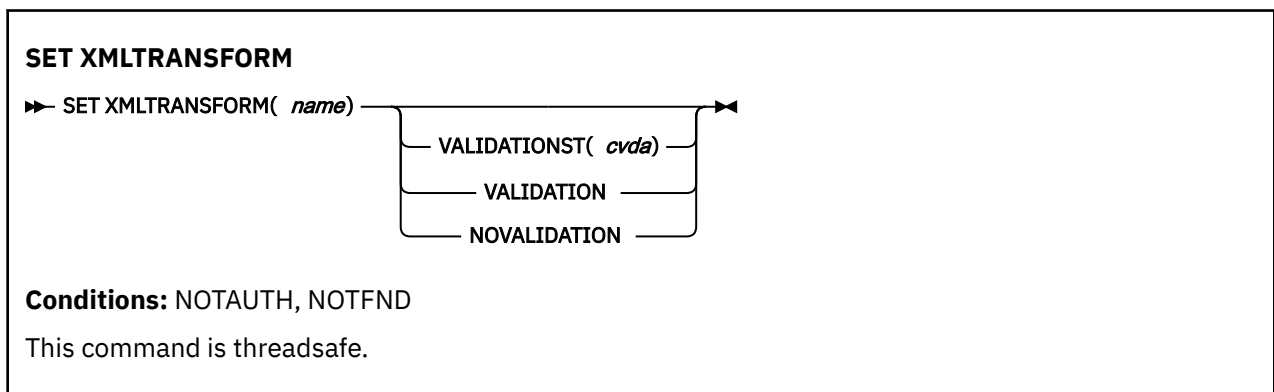 SET XMLTRANSFORM
SET XMLTRANSFORM( name)
VALIDATIONST( cvda)
VALIDATION
NOVALIDATION
Conditions: NOTAUTH, NOTFND
This command is threadsafe.